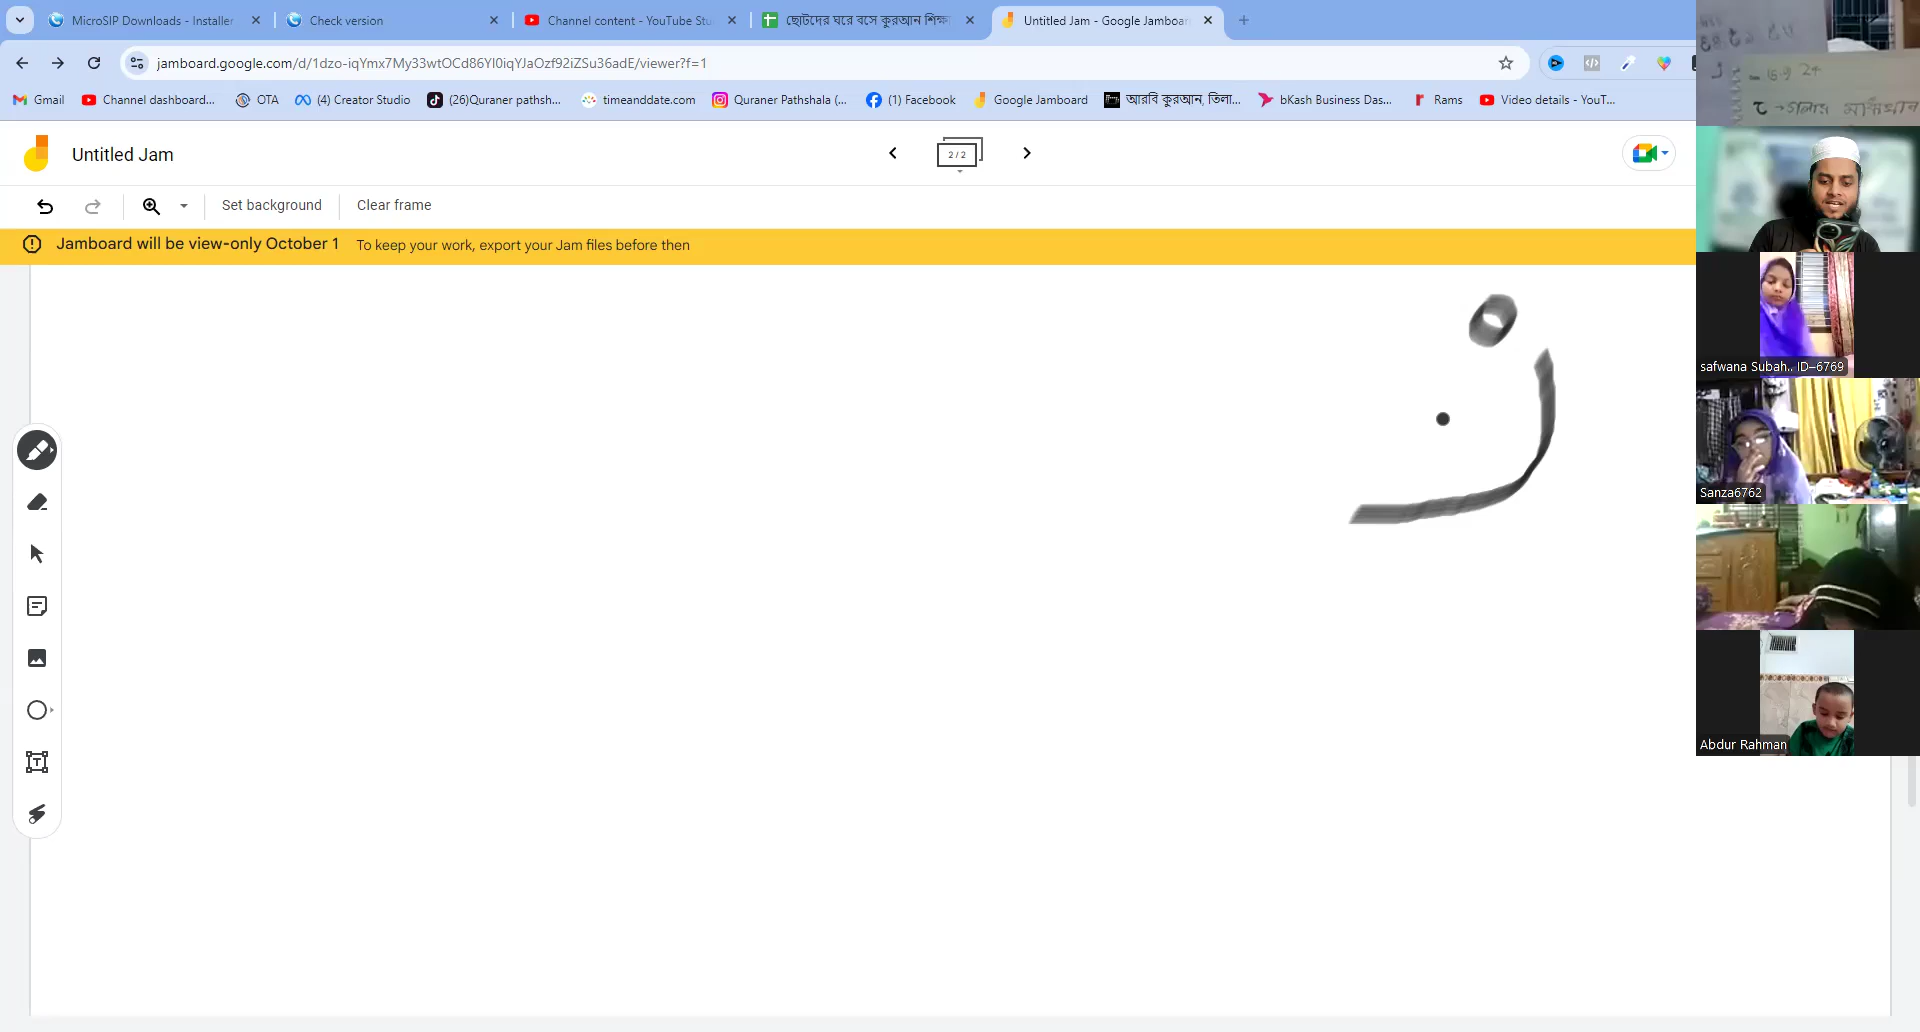 MicroSIP Downloads - Installer
Check version
Channel content - YouTube Stu
ছোটদের ঘরে বসে কুরআন শিক্ষা
Untitled Jam - Google Jamboar
jamboard.google.com/d/1dzo-iqYmx7My33wtOCd86Yl0iqYJaOzf92iZSu36adE/viewer?f=1
Gmail
Channel dashboard...
OTA
(4) Creator Studio
(26)Quraner pathsh...
timeanddate.com
Quraner Pathshala (...
(1) Facebook
Google Jamboard
আরবি কুরআন, তিলা...
bKash Business Das...
Rams
Video details - YouT...
Untitled Jam
2 / 2
Set background
Clear frame
Jamboard will be view-only October 1
To keep your work, export your Jam files before then
safwana Subah.. ID-6769
Sanza6762
Abdur Rahman